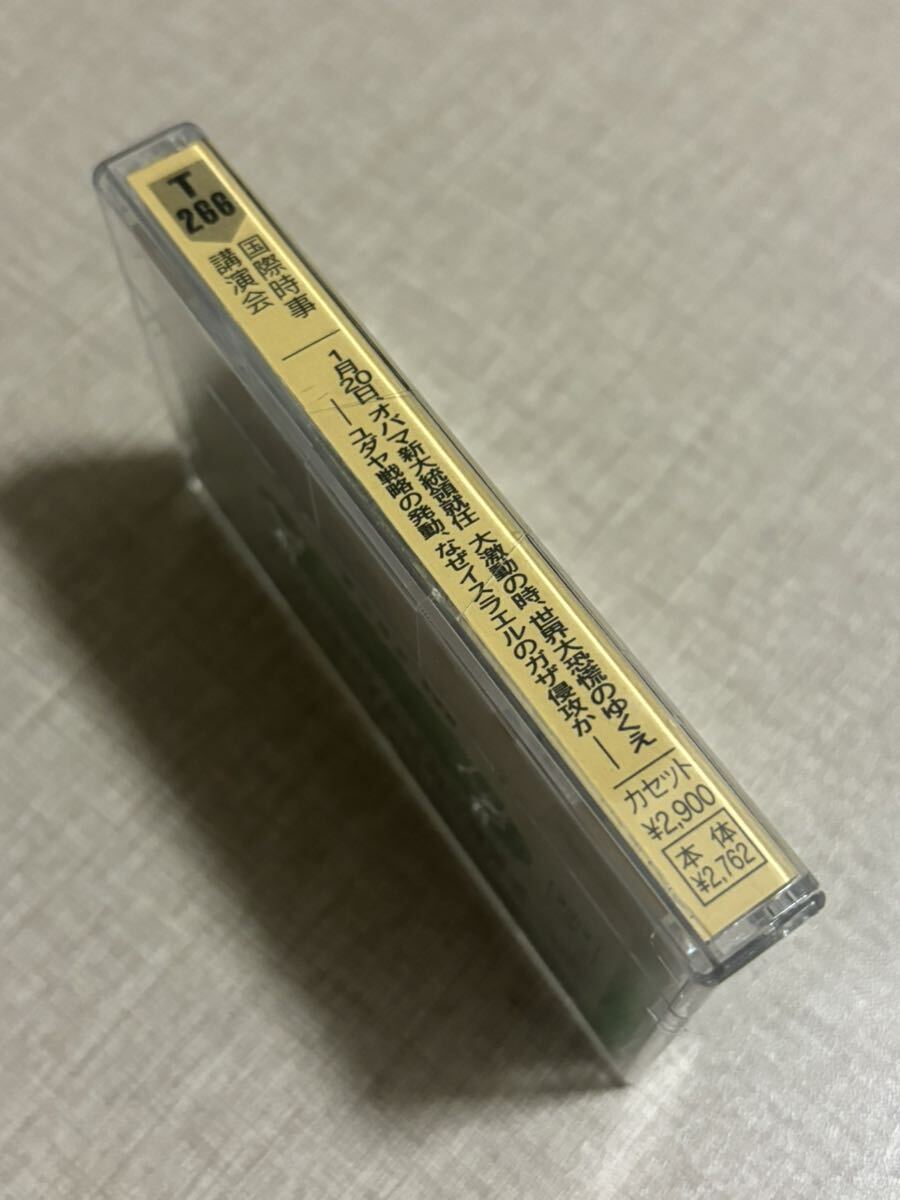 T
266
国際時事
講演会
1月20日、オバマ新大統領就任 大激動の時、世界大恐慌のゆくえ
―ユダヤ戦略の発動、なぜイスラエルのガザ侵攻か―
カセット
¥2,900
本体
¥2,762